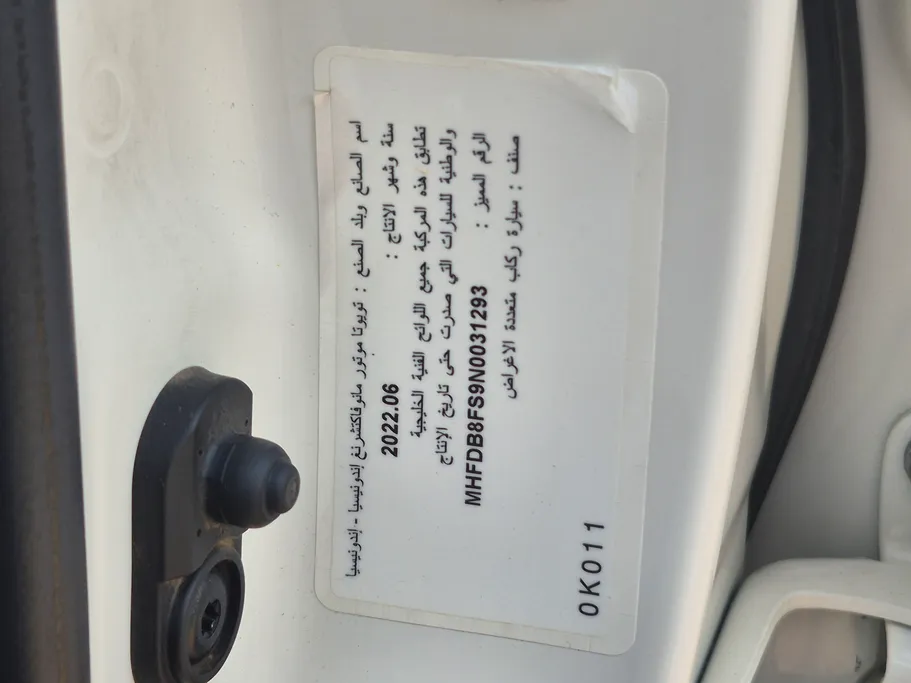 اسم الصانع وبلد الصنع : تويوتا موتور مانوفاكتشرنغ إندونيسيا - إندونيسيا
سنة وشهر الانتاج : 2022.06
تطابق هذه المركبة جميع اللوائح الفنية الخليجية
والوطنية للسيارات التي صدرت حتى تاريخ الإنتاج
الرقم المميز : MHFDB8FS9N0031293
صنف : سيارة ركاب متعددة الاغراض
0K011